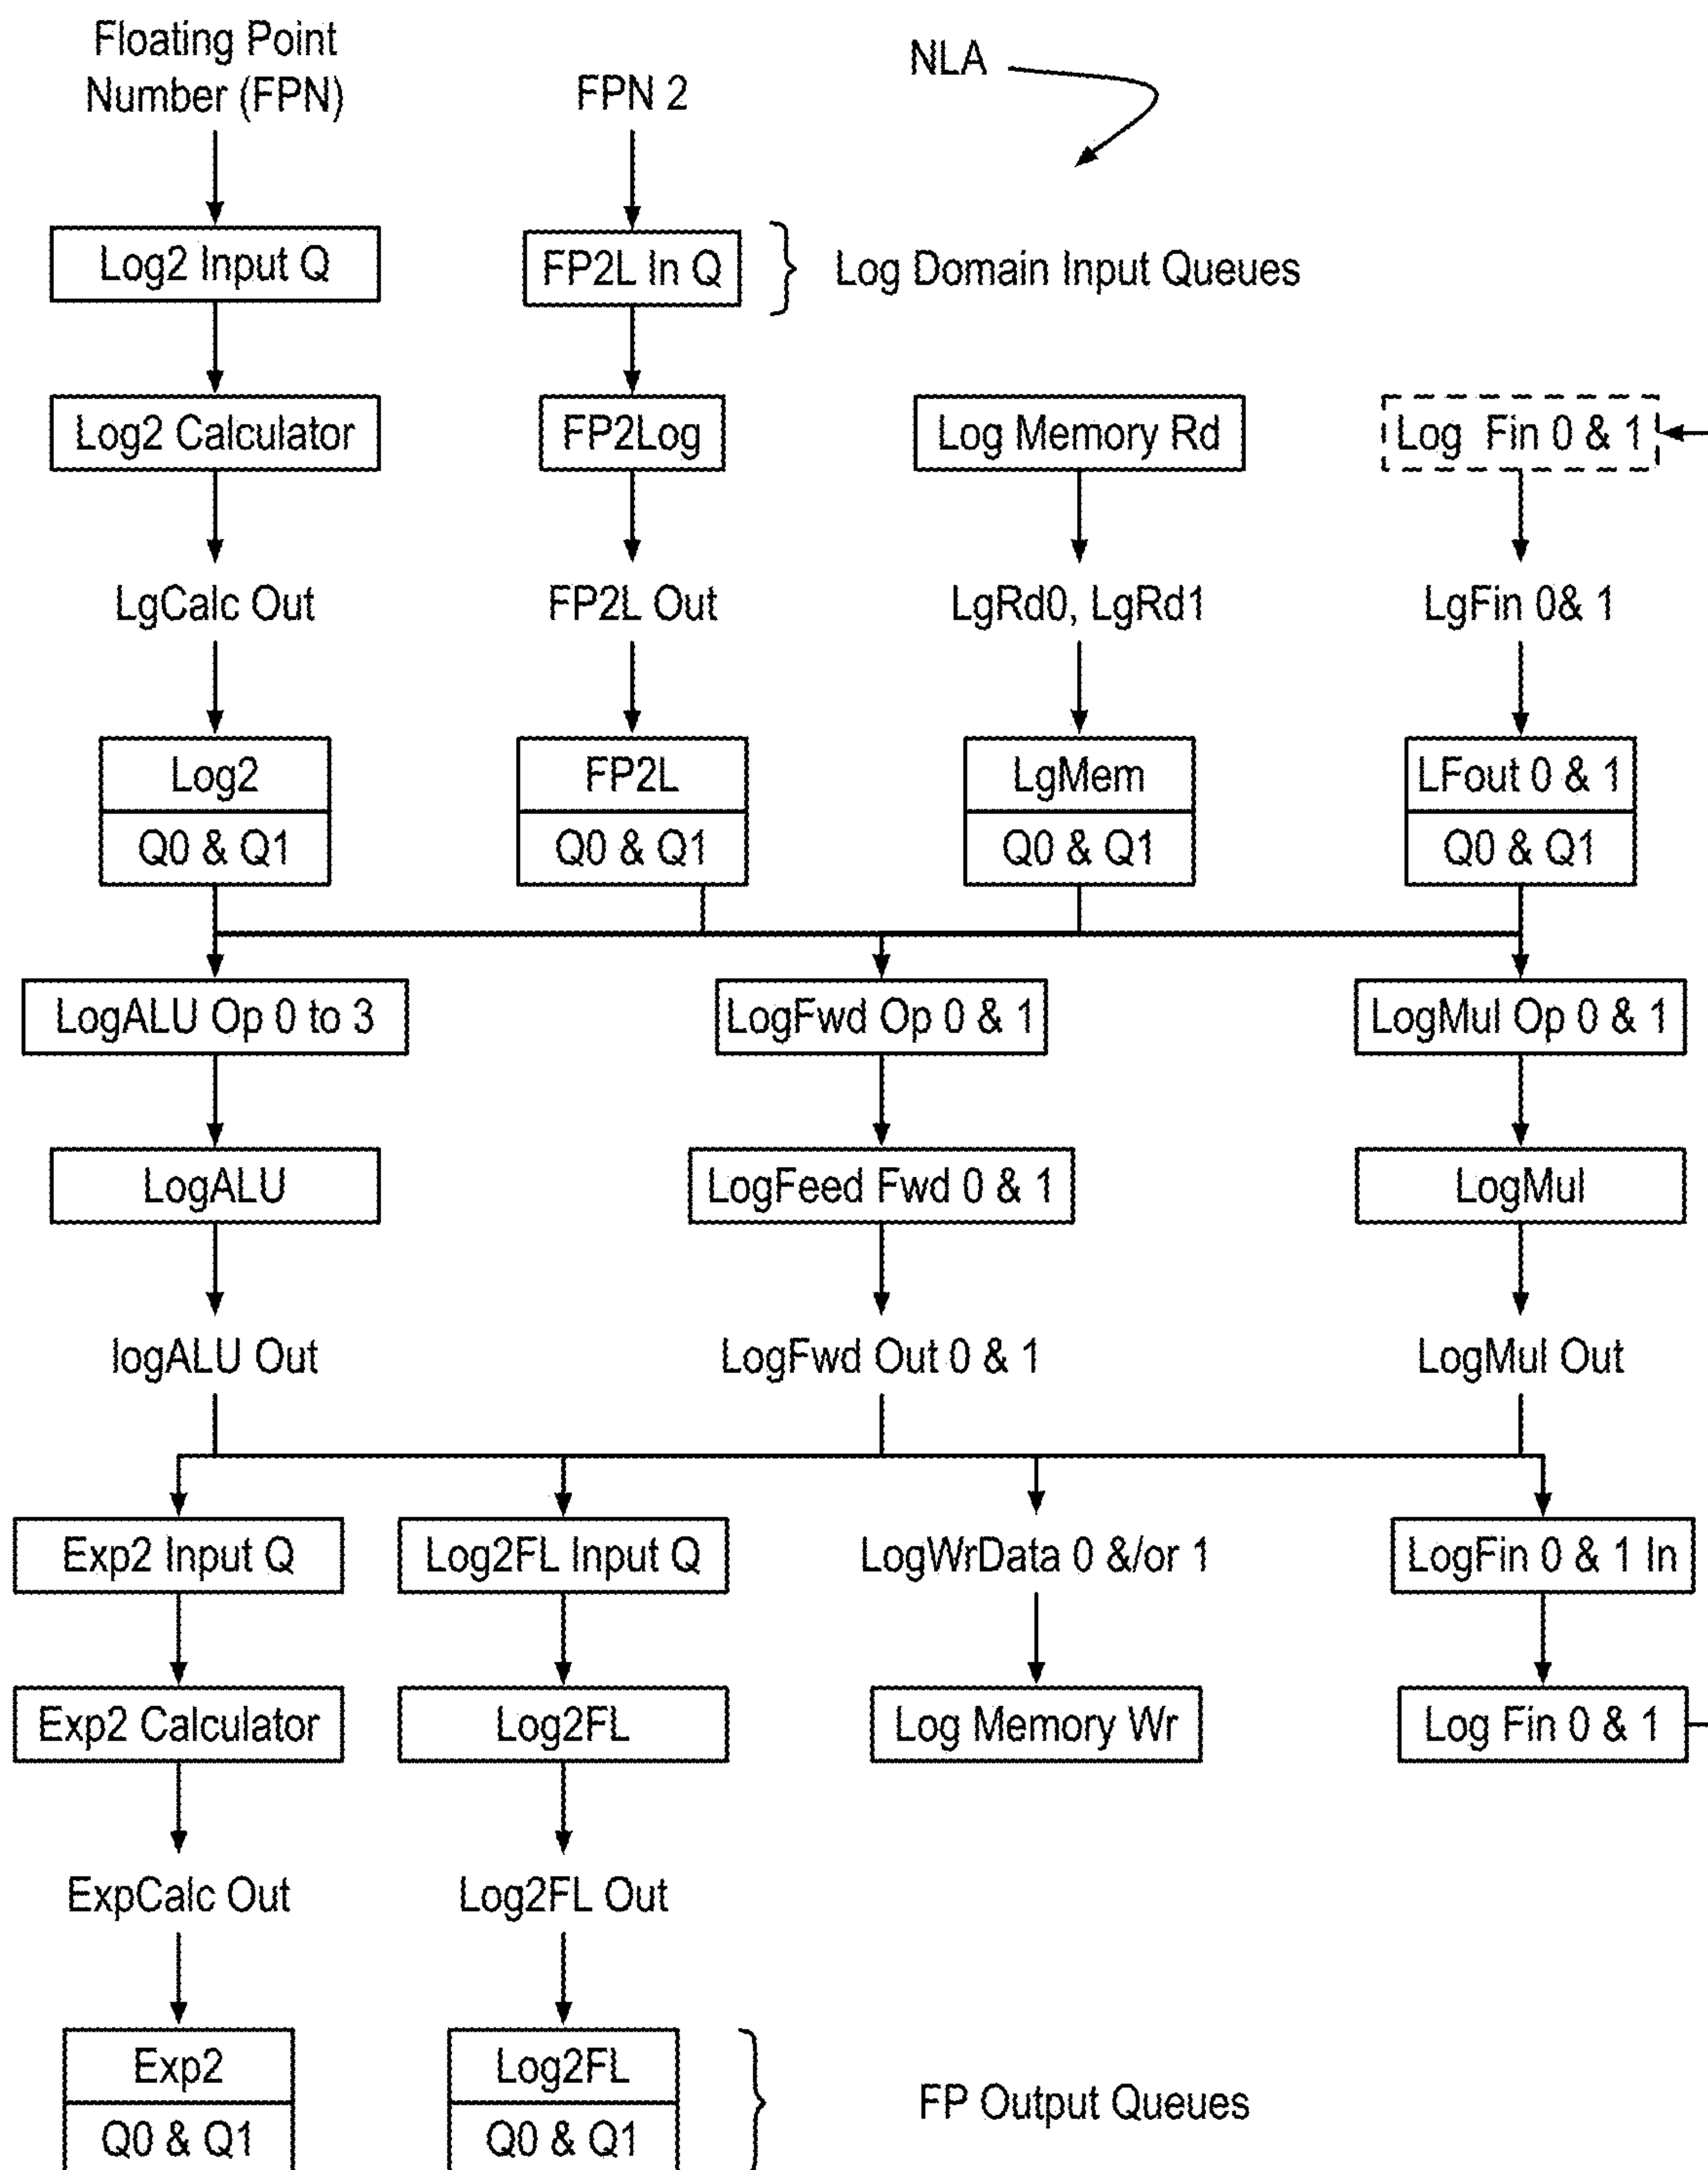 Floating Point
Number (FPN)
FPN 2
NLA
Log2 Input Q
FP2L In Q
Log Domain Input Queues
Log2 Calculator
FP2Log
Log Memory Rd
Log Fin 0 & 1
LgCalc Out
FP2L Out
LgRd0, LgRd1
LgFin 0& 1
Log2
FP2L
LgMem
LFout 0 & 1
Q0 & Q1
Q0 & Q1
Q0 & Q1
Q0 & Q1
LogALU Op 0 to 3
LogFwd Op 0 & 1
LogMul Op 0 & 1
LogALU
LogFeed Fwd 0 & 1
LogMul
logALU Out
LogFwd Out 0 & 1
LogMul Out
Exp2 Input Q
Log2FL Input Q
LogWrData 0 &/or 1
LogFin 0 & 1 In
Exp2 Calculator
Log2FL
Log Memory Wr
Log Fin 0 & 1
ExpCalc Out
Log2FL Out
Exp2
Log2FL
FP Output Queues
Q0 & Q1
Q0 & Q1